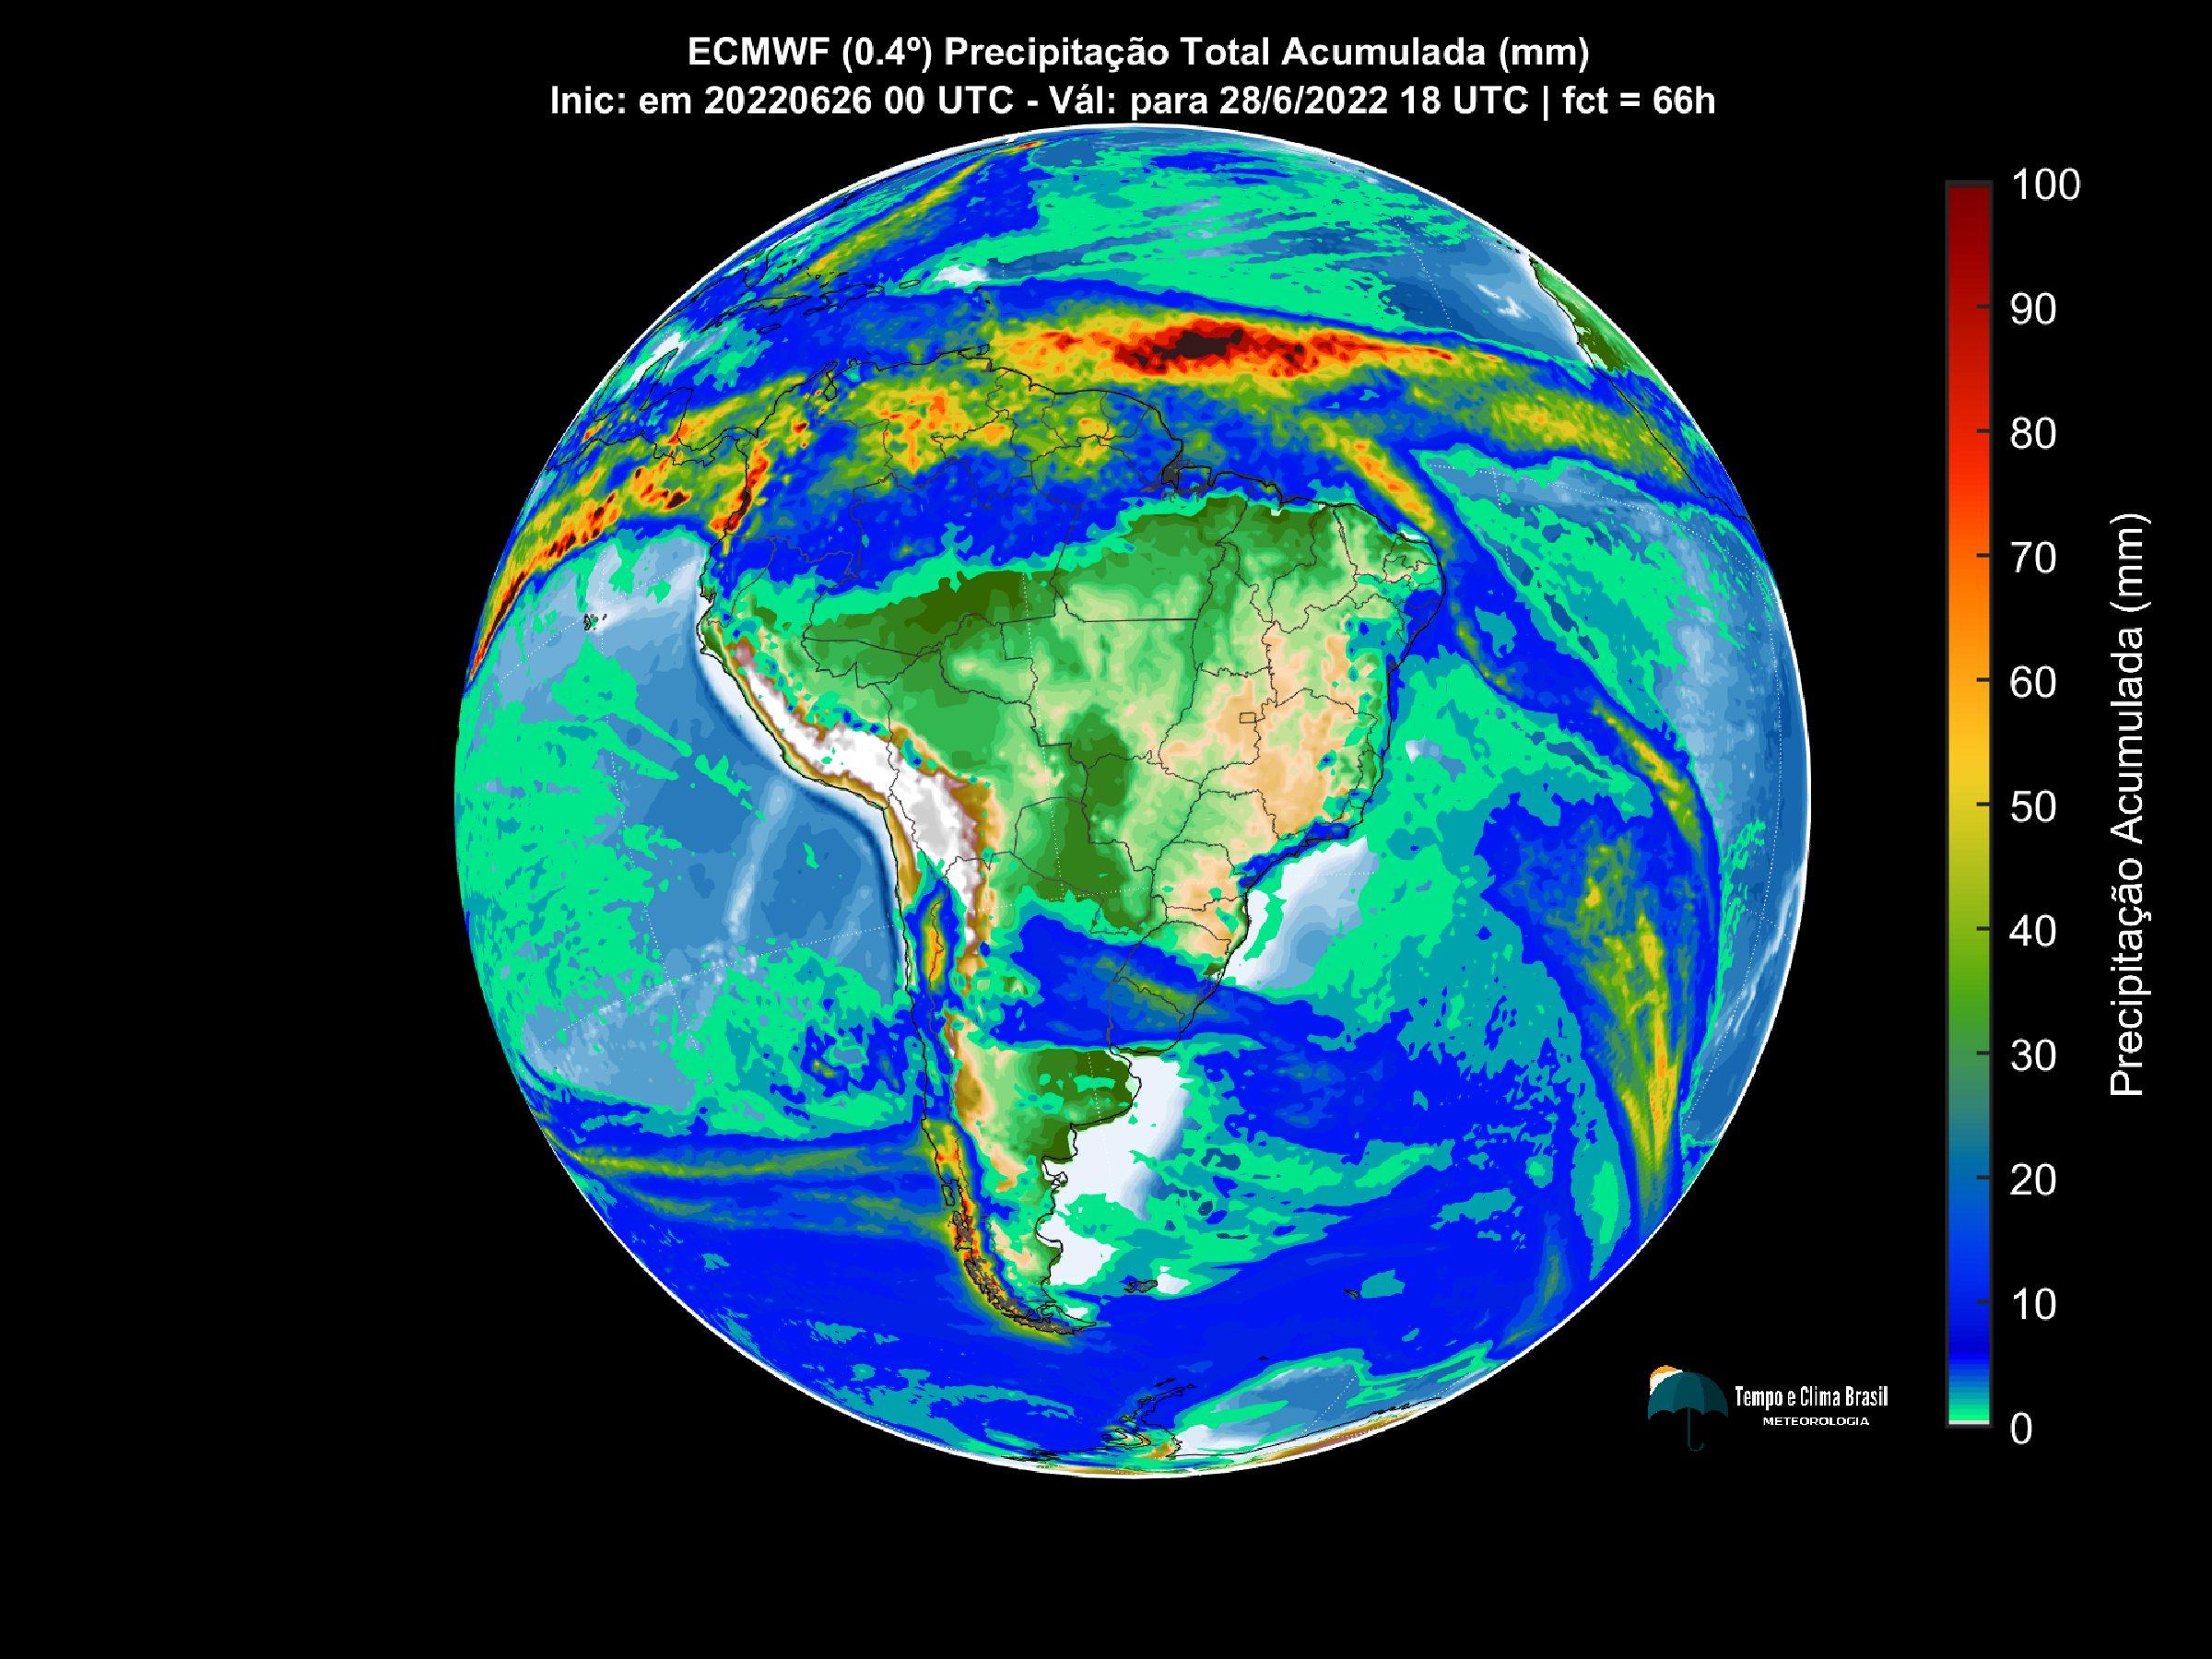 ECMWF (0.4º) Precipitação Total Acumulada (mm)
Inic: em 20220626 00 UTC - Vál: para 28/6/2022 18 UTC | fct = 66h
100
90
80
70
60
50
40
30
20
10
0
Precipitação Acumulada (mm)
Tempo e Clima Brasil
METEOROLOGIA